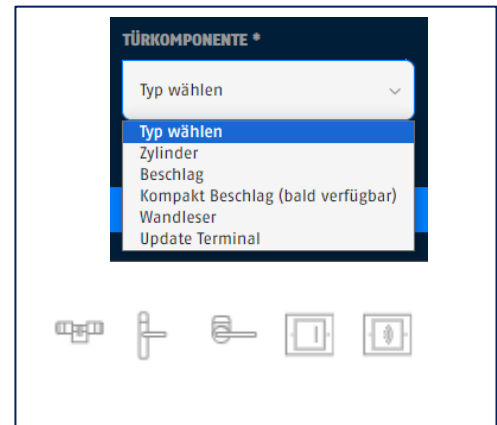 TÜRKOMPONENTE *
Typ wählen
Typ wählen
Zylinder
Beschlag
Kompakt Beschlag (bald verfügbar)
Wandleser
Update Terminal